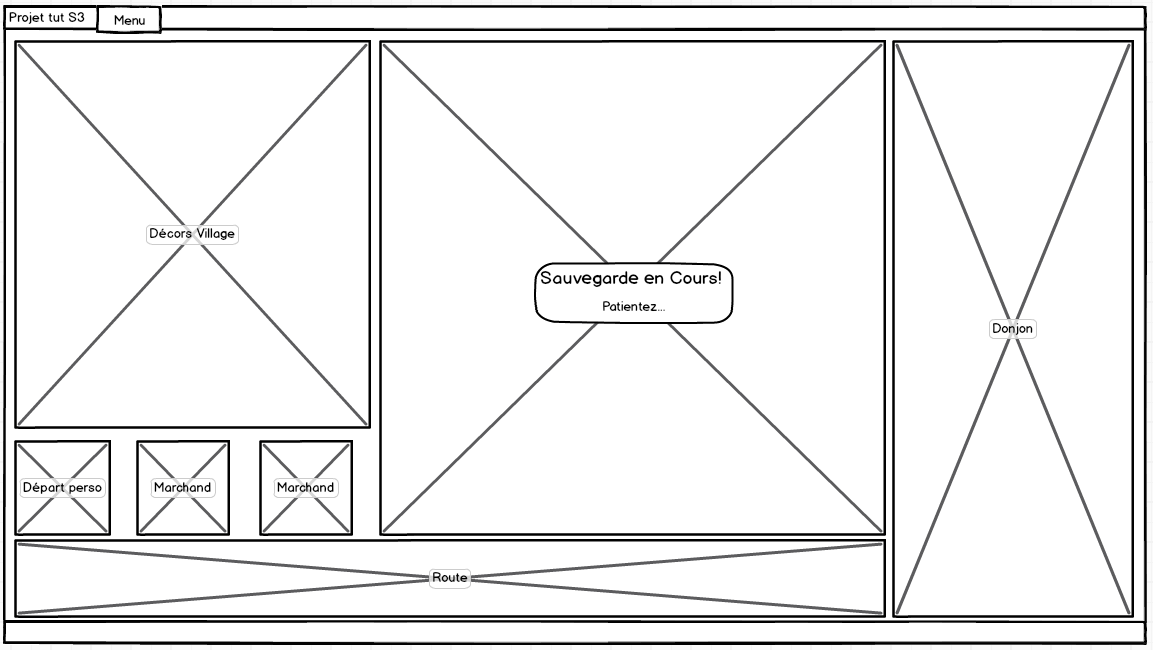 Projet tut S3
Menu
Décors Village
Sauvegarde en Cours!
Patientez...
Donjon
Départ perso
Marchand
Marchand
Route